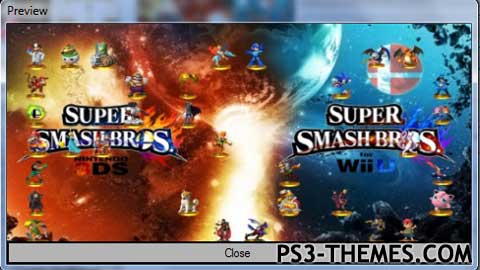 Preview
SUPER
SMASH BROS.
NINTENDO
3DS
SUPER
SMASH BROS.
for
Wii U
Close
PS3-THEMES.COM